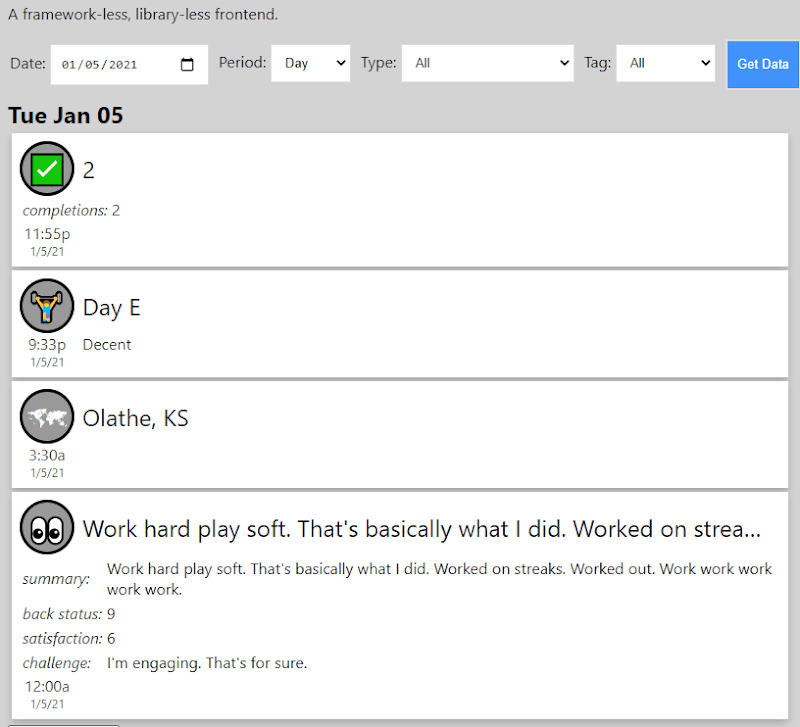 A framework-less, library-less frontend.
Date: 01/05/2021 Period: Day Type: All Tag: All Get Data
Tue Jan 05
2
completions: 2
11:55p
1/5/21
Day E
9:33p Decent
1/5/21
Olathe, KS
3:30a
1/5/21
Work hard play soft. That's basically what I did. Worked on strea...
summary: Work hard play soft. That's basically what I did. Worked on streaks. Worked out. Work work work
work work.
back status: 9
satisfaction: 6
challenge: I'm engaging. That's for sure.
12:00a
1/5/21